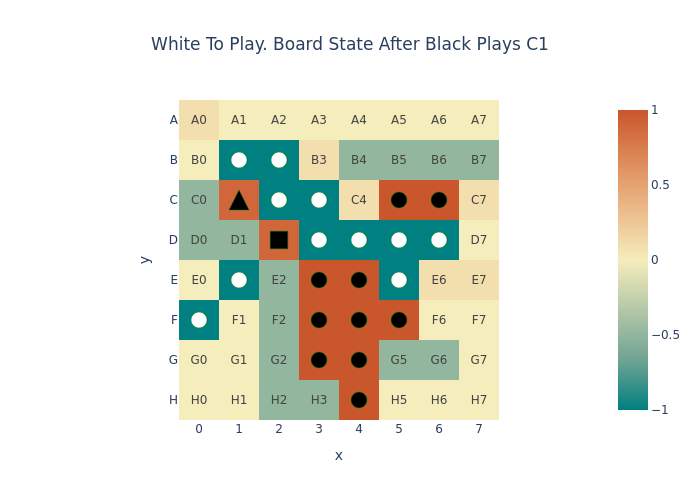 White To Play. Board State After Black Plays C1
A A0 A1 A2 A3 A4 A5 A6 A7
B B0 B3 B4 B5 B6 B7
C C0 C4 C7
D D0 D1 D7
E E0 E2 E6 E7
F F1 F2 F6 F7
G G0 G1 G2 G5 G6 G7
H H0 H1 H2 H3 H5 H6 H7
0 1 2 3 4 5 6 7
x
y
1
0.5
0
−0.5
−1